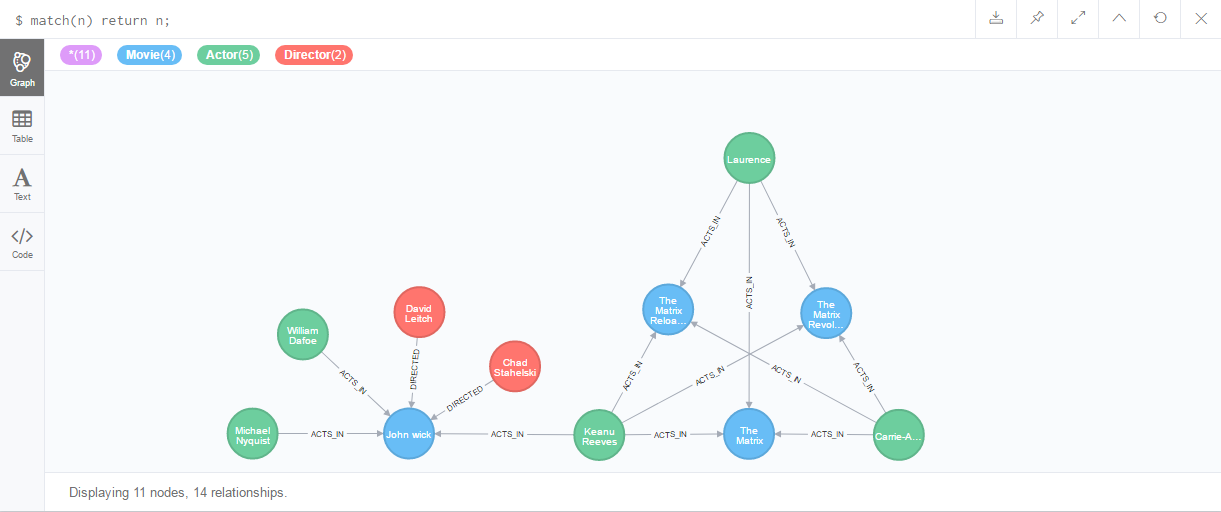 $ match(n) return n;
*(11)
Movie(4)
Actor(5)
Director(2)
Graph
Table
Text
Code
Laurence
ACTS_IN
ACTS_IN
ACTS_IN
The
Matrix
Reloa...
The
Matrix
Revol...
David
Leitch
William
Dafoe
Chad
Stahelski
DIRECTED
DIRECTED
ACTS_IN
ACTS_IN
ACTS_IN
ACTS_IN
ACTS_IN
Michael
Nyquist
ACTS_IN
John wick
ACTS_IN
Keanu
Reeves
ACTS_IN
The
Matrix
ACTS_IN
Carrie-A...
Displaying 11 nodes, 14 relationships.